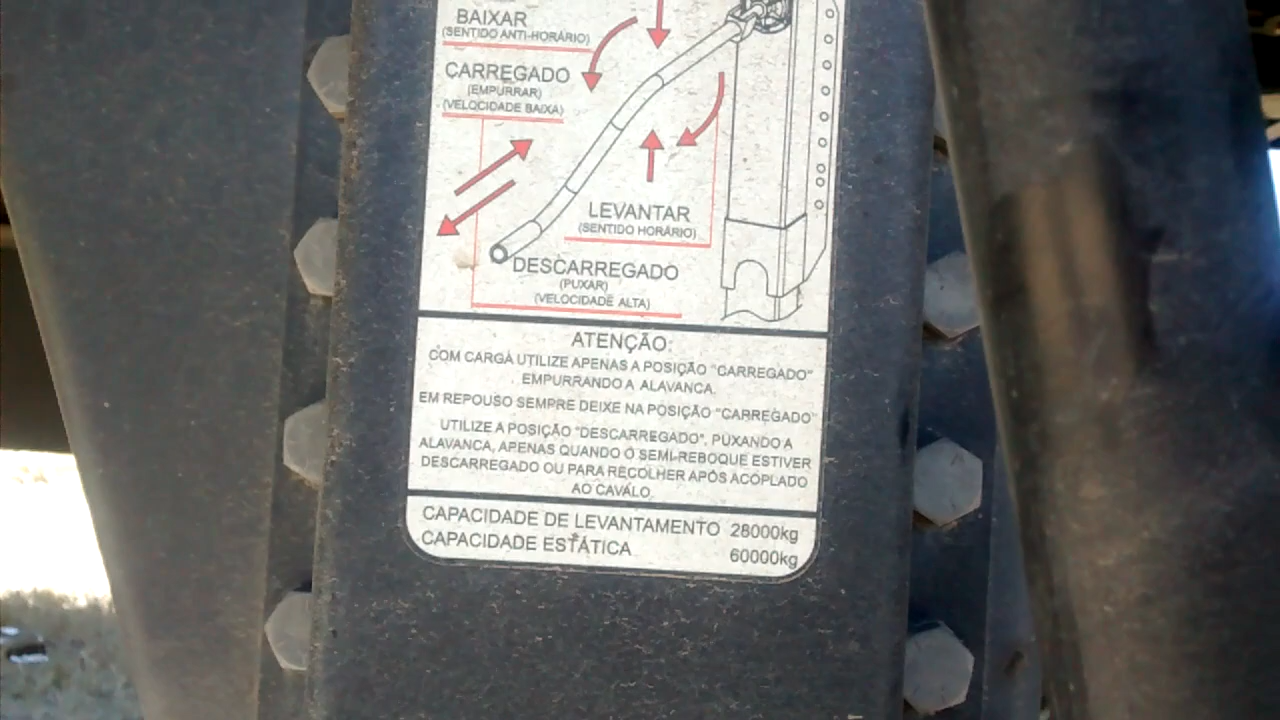 BAIXAR
(SENTIDO ANTI-HORÁRIO)
CARREGADO
(EMPURRAR)
(VELOCIDADE BAIXA)
LEVANTAR
(SENTIDO HORÁRIO)
DESCARREGADO
(PUXAR)
(VELOCIDADE ALTA)
ATENÇÃO:
COM CARGA UTILIZE APENAS A POSIÇÃO "CARREGADO"
EMPURRANDO A ALAVANCA.
EM REPOUSO SEMPRE DEIXE NA POSIÇÃO "CARREGADO"
UTILIZE A POSIÇÃO "DESCARREGADO", PUXANDO A
ALAVANCA, APENAS QUANDO O SEMI-REBOQUE ESTIVER
DESCARREGADO OU PARA RECOLHER APÓS ACOPLADO
AO CAVALO.
CAPACIDADE DE LEVANTAMENTO 28000kg
CAPACIDADE ESTÁTICA 60000kg